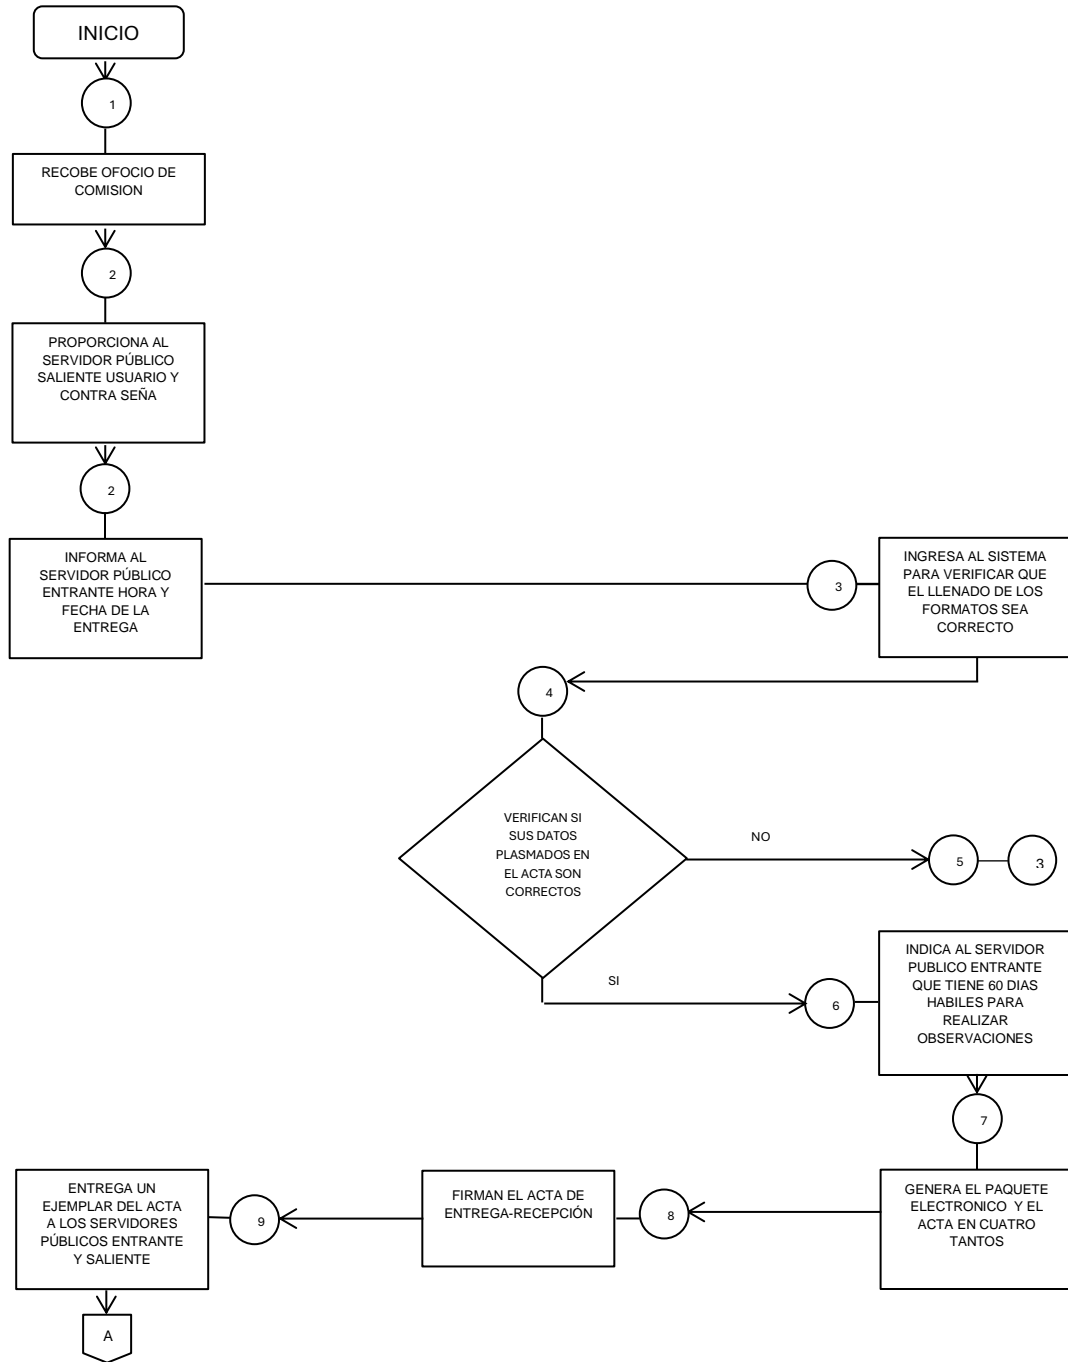 INICIO
1
RECOBE OFOCIO DE
COMISION
2
PROPORCIONA AL
SERVIDOR PÚBLICO
SALIENTE USUARIO Y
CONTRA SEÑA
2
INFORMA AL
SERVIDOR PÚBLICO
ENTRANTE HORA Y
FECHA DE LA
ENTREGA
3
INGRESA AL SISTEMA
PARA VERIFICAR QUE
EL LLENADO DE LOS
FORMATOS SEA
CORRECTO
4
VERIFICAN SI
SUS DATOS
PLASMADOS EN
EL ACTA SON
CORRECTOS
NO
5
3
SI
6
INDICA AL SERVIDOR
PUBLICO ENTRANTE
QUE TIENE 60 DIAS
HABILES PARA
REALIZAR
OBSERVACIONES
7
GENERA EL PAQUETE
ELECTRONICO Y EL
ACTA EN CUATRO
TANTOS
8
FIRMAN EL ACTA DE
ENTREGA-RECEPCIÓN
9
ENTREGA UN
EJEMPLAR DEL ACTA
A LOS SERVIDORES
PÚBLICOS ENTRANTE
Y SALIENTE
A